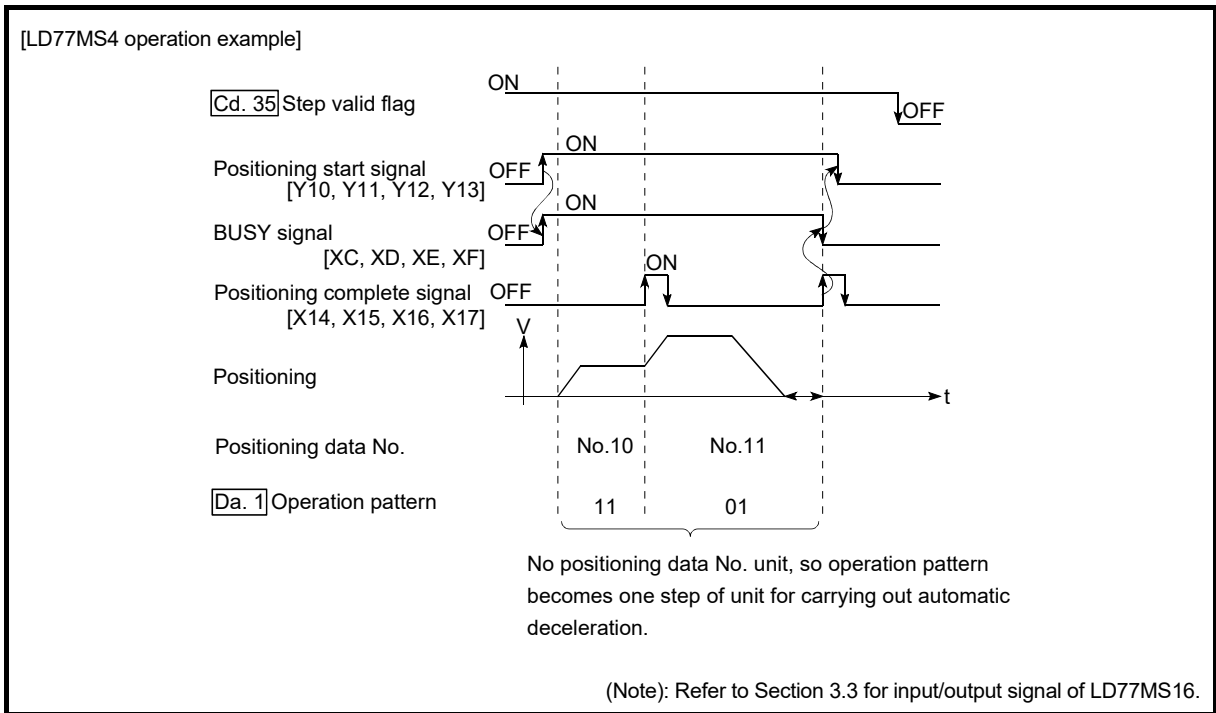 [LD77MS4 operation example]
ON
Cd. 35 Step valid flag
OFF
ON
Positioning start signal
[Y10, Y11, Y12, Y13]
OFF
ON
BUSY signal
[XC, XD, XE, XF]
OFF
ON
Positioning complete signal
[X14, X15, X16, X17]
OFF
V
Positioning
t
Positioning data No.
No.10
No.11
Da. 1 Operation pattern
11
01
No positioning data No. unit, so operation pattern
becomes one step of unit for carrying out automatic
deceleration.
(Note): Refer to Section 3.3 for input/output signal of LD77MS16.